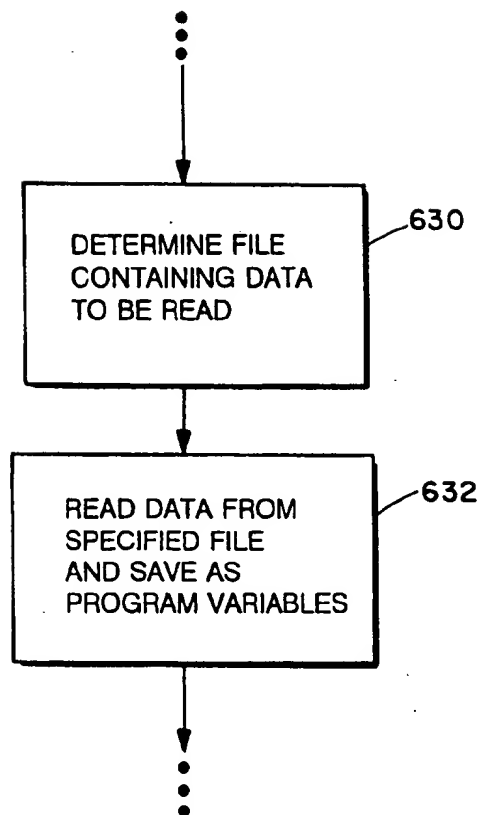 630
DETERMINE FILE
CONTAINING DATA
TO BE READ
632
READ DATA FROM
SPECIFIED FILE
AND SAVE AS
PROGRAM VARIABLES